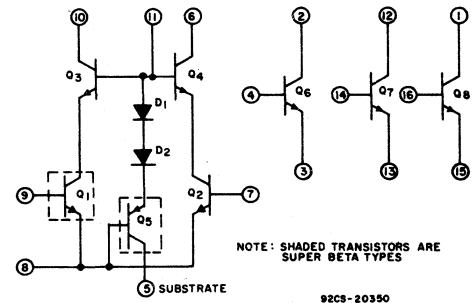 10 11 6 2 12 1
Q3 Q4
D1
4 Q6 14 Q7 16 Q8
D2
9 Q1 Q5 Q2 7
3 13 15
8
NOTE: SHADED TRANSISTORS ARE
SUPER BETA TYPES
5 SUBSTRATE
92CS-20350